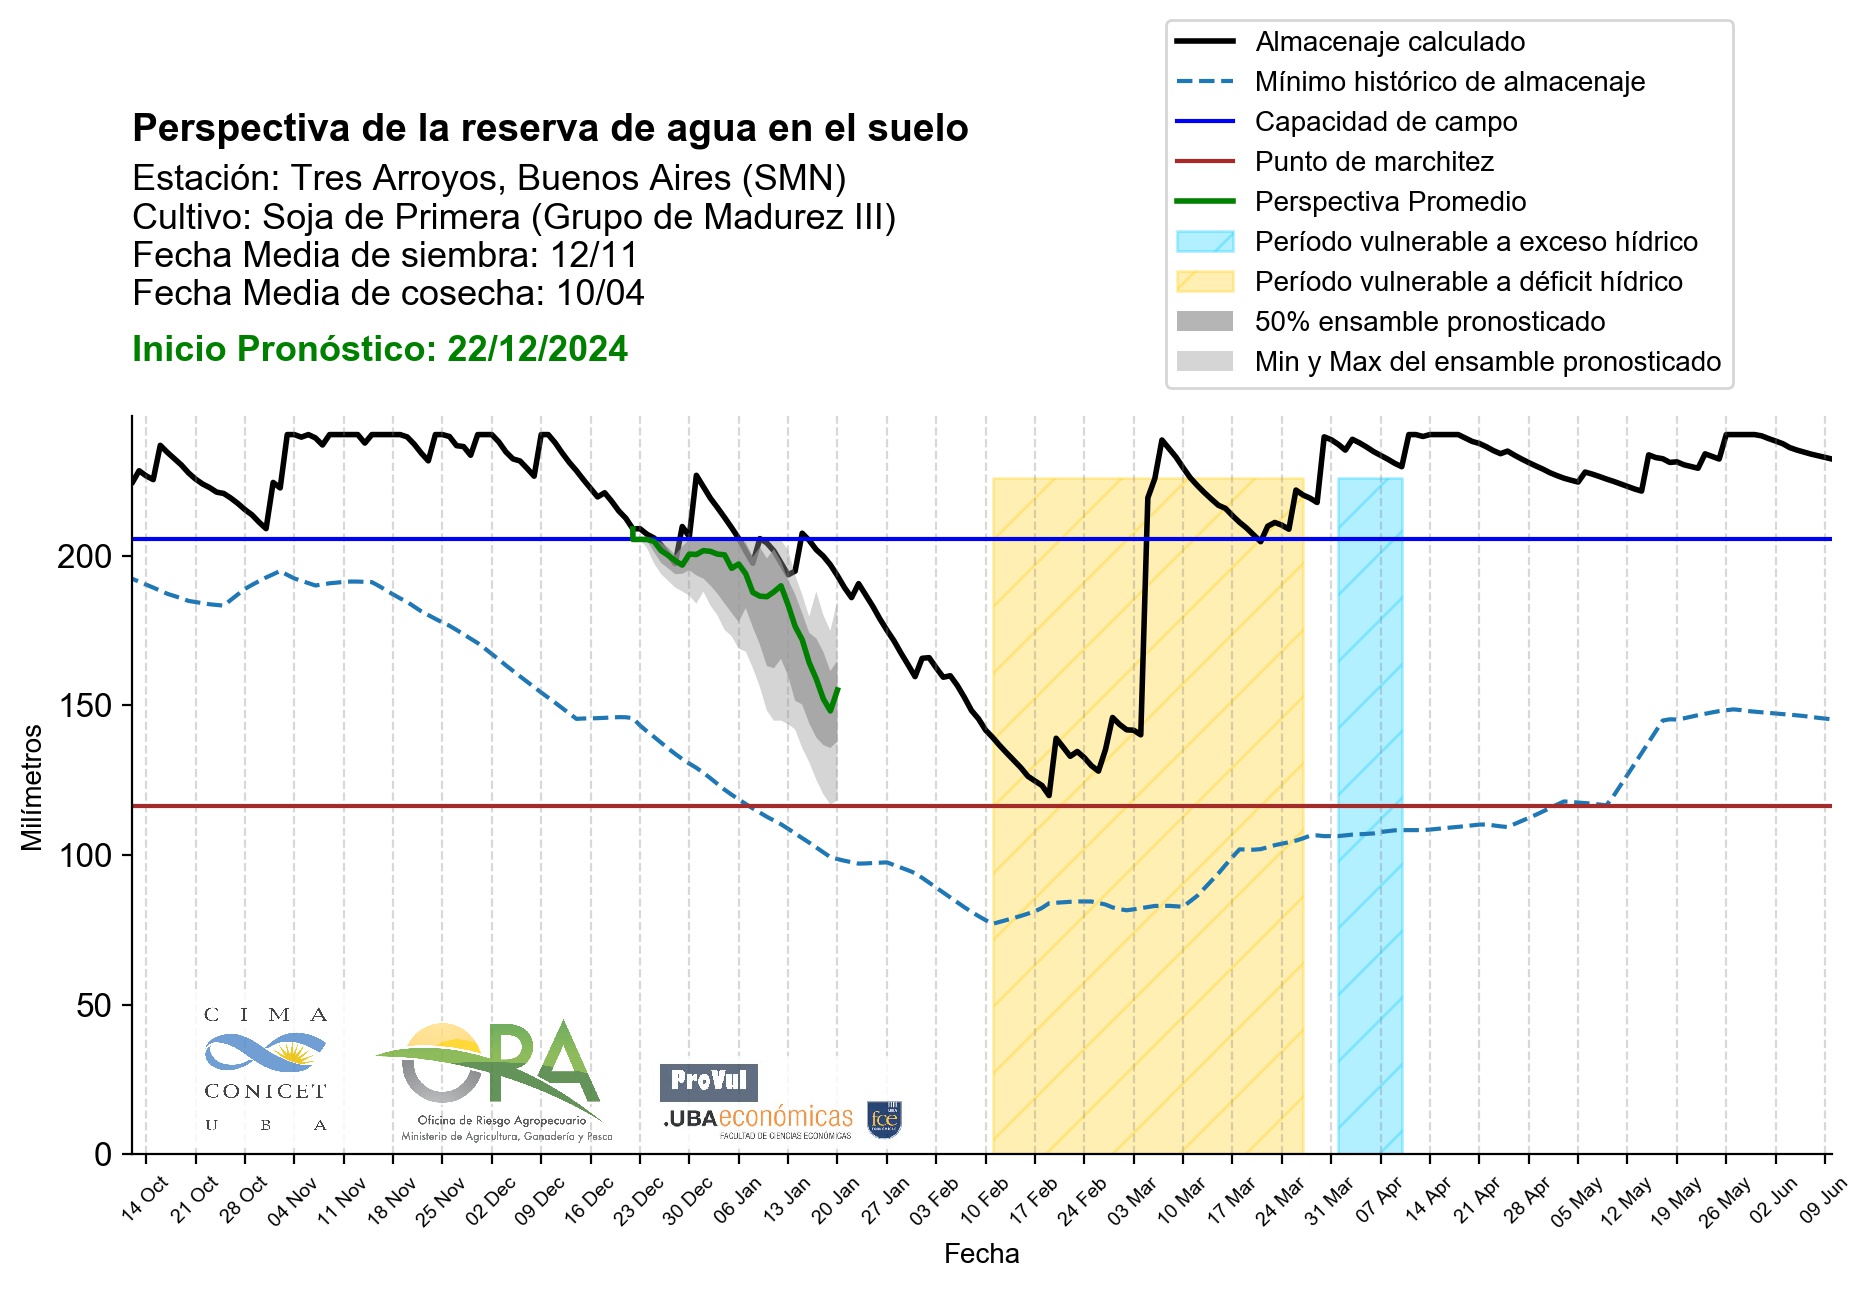 Almacenaje calculado
Mínimo histórico de almacenaje
Capacidad de campo
Punto de marchitez
Perspectiva Promedio
Período vulnerable a exceso hídrico
Período vulnerable a déficit hídrico
50% ensamble pronosticado
Min y Max del ensamble pronosticado
Perspectiva de la reserva de agua en el suelo
Estación: Tres Arroyos, Buenos Aires (SMN)
Cultivo: Soja de Primera (Grupo de Madurez III)
Fecha Media de siembra: 12/11
Fecha Media de cosecha: 10/04
Inicio Pronóstico: 22/12/2024
Milímetros
200
150
100
50
0
CIMA
CONICET
UBA
ORA
Oficina de Riesgo Agropecuario
Ministerio de Agricultura, Ganadería y Pesca
ProVul
.UBAeconómicas
FACULTAD DE CIENCIAS ECONÓMICAS
UBA
fce
ECONÓMICAS
14 Oct
21 Oct
28 Oct
04 Nov
11 Nov
18 Nov
25 Nov
02 Dec
09 Dec
16 Dec
23 Dec
30 Dec
06 Jan
13 Jan
20 Jan
27 Jan
03 Feb
10 Feb
17 Feb
24 Feb
03 Mar
10 Mar
17 Mar
24 Mar
31 Mar
07 Apr
14 Apr
21 Apr
28 Apr
05 May
12 May
19 May
26 May
02 Jun
09 Jun
Fecha